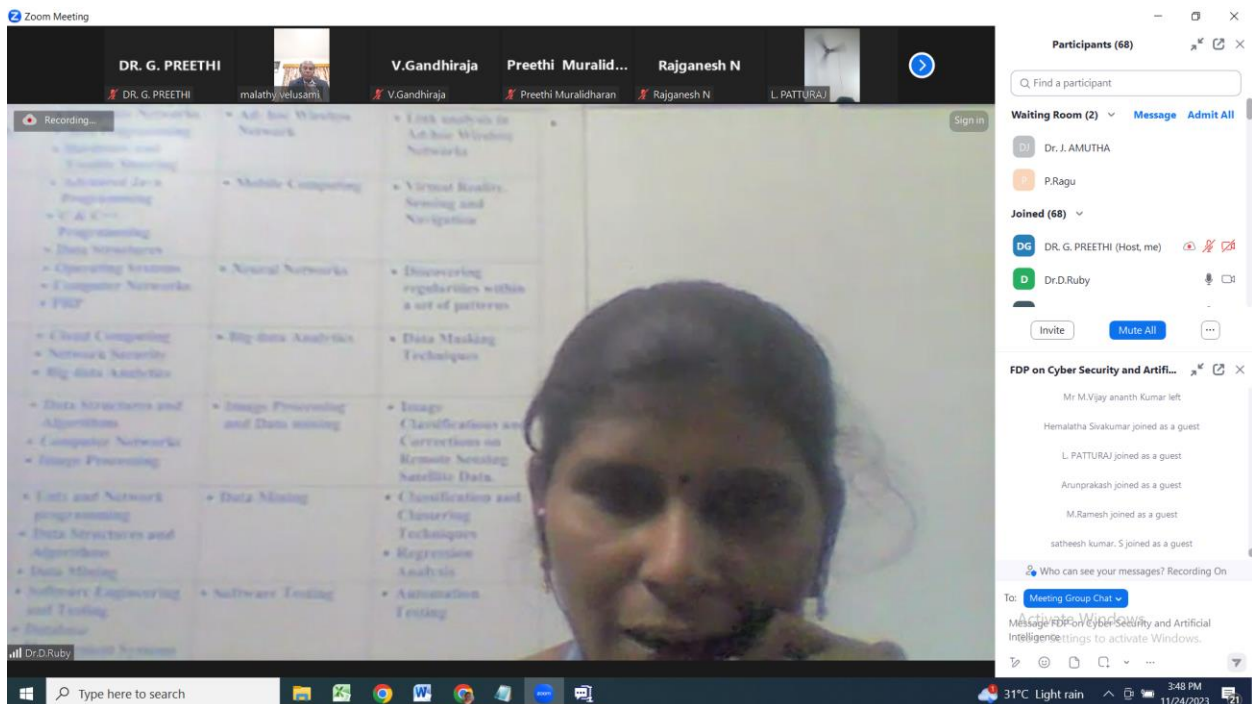 Zoom Meeting
DR. G. PREETHI
V.Gandhiraja
Preethi Muralid...
Rajganesh N
DR. G. PREETHI
malathy velusami
V.Gandhiraja
Preethi Muralidharan
Rajganesh N
L. PATTURAJ
Recording...
Sign in
• Ad- hoc Wireless
Network
• Link analysis in
Ad-hoc Wireless
Networks
• Advanced Java
Programming
• C & C++
Programming
• Data Structures
• Mobile Computing
• Virtual Reality,
Sensing and
Navigation
• Operating Systems
• Computer Networks
• PHP
• Neural Networks
• Discovering
regularities within
a set of patterns
• Cloud Computing
• Network Security
• Big data Analytics
• Big data Analytics
• Data Masking
Techniques
• Data Structures and
Algorithms
• Computer Networks
• Image Processing
• Image Processing
and Data mining
• Image
Classifications and
Corrections on
Remote Sensing
Satellite Data.
• Unix and Network
programming
• Data Structures and
Algorithms
• Data Mining
• Data Mining
• Classification and
Clustering
Techniques
• Regression
Analysis
• Software Engineering
and Testing
• Database
• Software Testing
• Automation
Testing
Dr.D.Ruby
Participants (68)
Find a participant
Waiting Room (2)
Message
Admit All
DJ
Dr. J. AMUTHA
P
P.Ragu
Joined (68)
DG
DR. G. PREETHI (Host, me)
D
Dr.D.Ruby
Invite
Mute All
FDP on Cyber Security and Artifi...
Mr M.Vijay ananth Kumar left
Hemalatha Sivakumar joined as a guest
L. PATTURAJ joined as a guest
Arunprakash joined as a guest
M.Ramesh joined as a guest
satheesh kumar. S joined as a guest
Who can see your messages? Recording On
To: Meeting Group Chat
Activate Windows
Message FDP on Cyber Security and Artificial
Intelligence
settings to activate Windows.
Type here to search
31°C Light rain
3:48 PM
11/24/2023
21